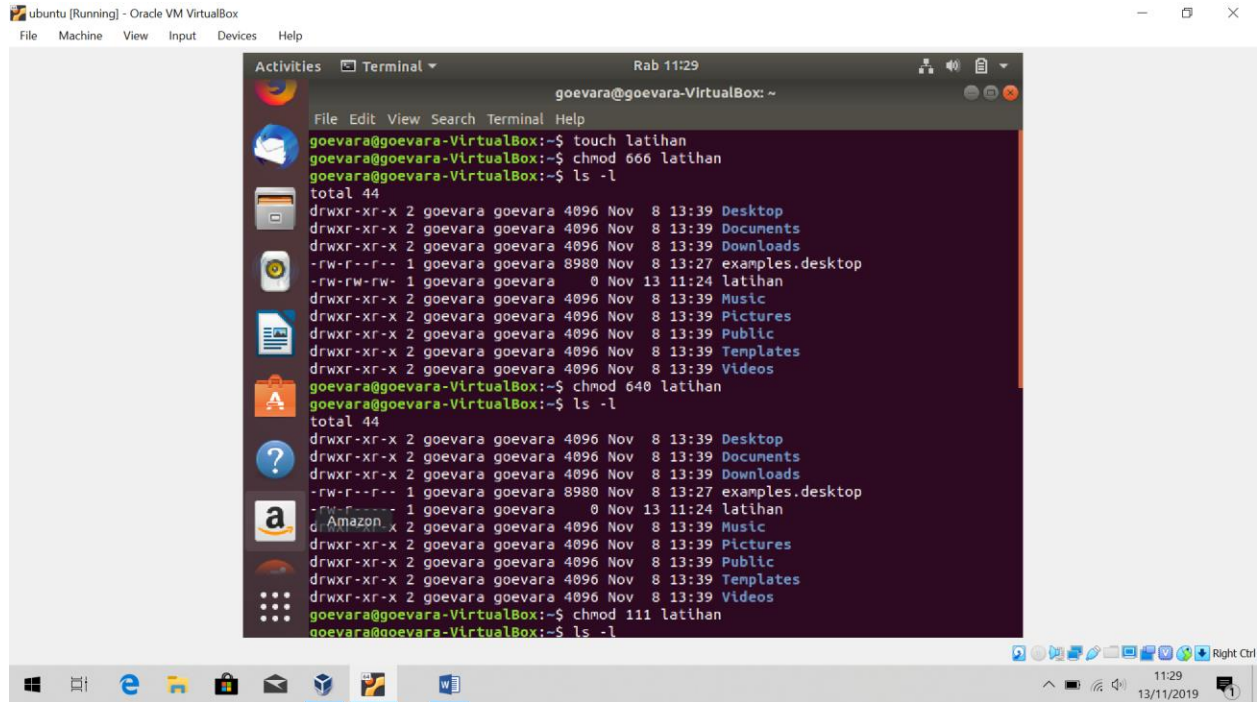 ubuntu [Running] - Oracle VM VirtualBox
File Machine View Input Devices Help
Activities Terminal Rab 11:29
goevara@goevara-VirtualBox: ~
File Edit View Search Terminal Help
goevara@goevara-VirtualBox:~$ touch latihan
goevara@goevara-VirtualBox:~$ chmod 666 latihan
goevara@goevara-VirtualBox:~$ ls -l
total 44
drwxr-xr-x 2 goevara goevara 4096 Nov  8 13:39 Desktop
drwxr-xr-x 2 goevara goevara 4096 Nov  8 13:39 Documents
drwxr-xr-x 2 goevara goevara 4096 Nov  8 13:39 Downloads
-rw-r--r-- 1 goevara goevara 8980 Nov  8 13:27 examples.desktop
-rw-rw-rw- 1 goevara goevara    0 Nov 13 11:24 latihan
drwxr-xr-x 2 goevara goevara 4096 Nov  8 13:39 Music
drwxr-xr-x 2 goevara goevara 4096 Nov  8 13:39 Pictures
drwxr-xr-x 2 goevara goevara 4096 Nov  8 13:39 Public
drwxr-xr-x 2 goevara goevara 4096 Nov  8 13:39 Templates
drwxr-xr-x 2 goevara goevara 4096 Nov  8 13:39 Videos
goevara@goevara-VirtualBox:~$ chmod 640 latihan
goevara@goevara-VirtualBox:~$ ls -l
total 44
drwxr-xr-x 2 goevara goevara 4096 Nov  8 13:39 Desktop
drwxr-xr-x 2 goevara goevara 4096 Nov  8 13:39 Documents
drwxr-xr-x 2 goevara goevara 4096 Nov  8 13:39 Downloads
-rw-r--r-- 1 goevara goevara 8980 Nov  8 13:27 examples.desktop
-rw-r----- 1 goevara goevara    0 Nov 13 11:24 latihan
Amazon
x 2 goevara goevara 4096 Nov  8 13:39 Music
drwxr-xr-x 2 goevara goevara 4096 Nov  8 13:39 Pictures
drwxr-xr-x 2 goevara goevara 4096 Nov  8 13:39 Public
drwxr-xr-x 2 goevara goevara 4096 Nov  8 13:39 Templates
drwxr-xr-x 2 goevara goevara 4096 Nov  8 13:39 Videos
goevara@goevara-VirtualBox:~$ chmod 111 latihan
goevara@goevara-VirtualBox:~$ ls -l
Right Ctrl
11:29
13/11/2019